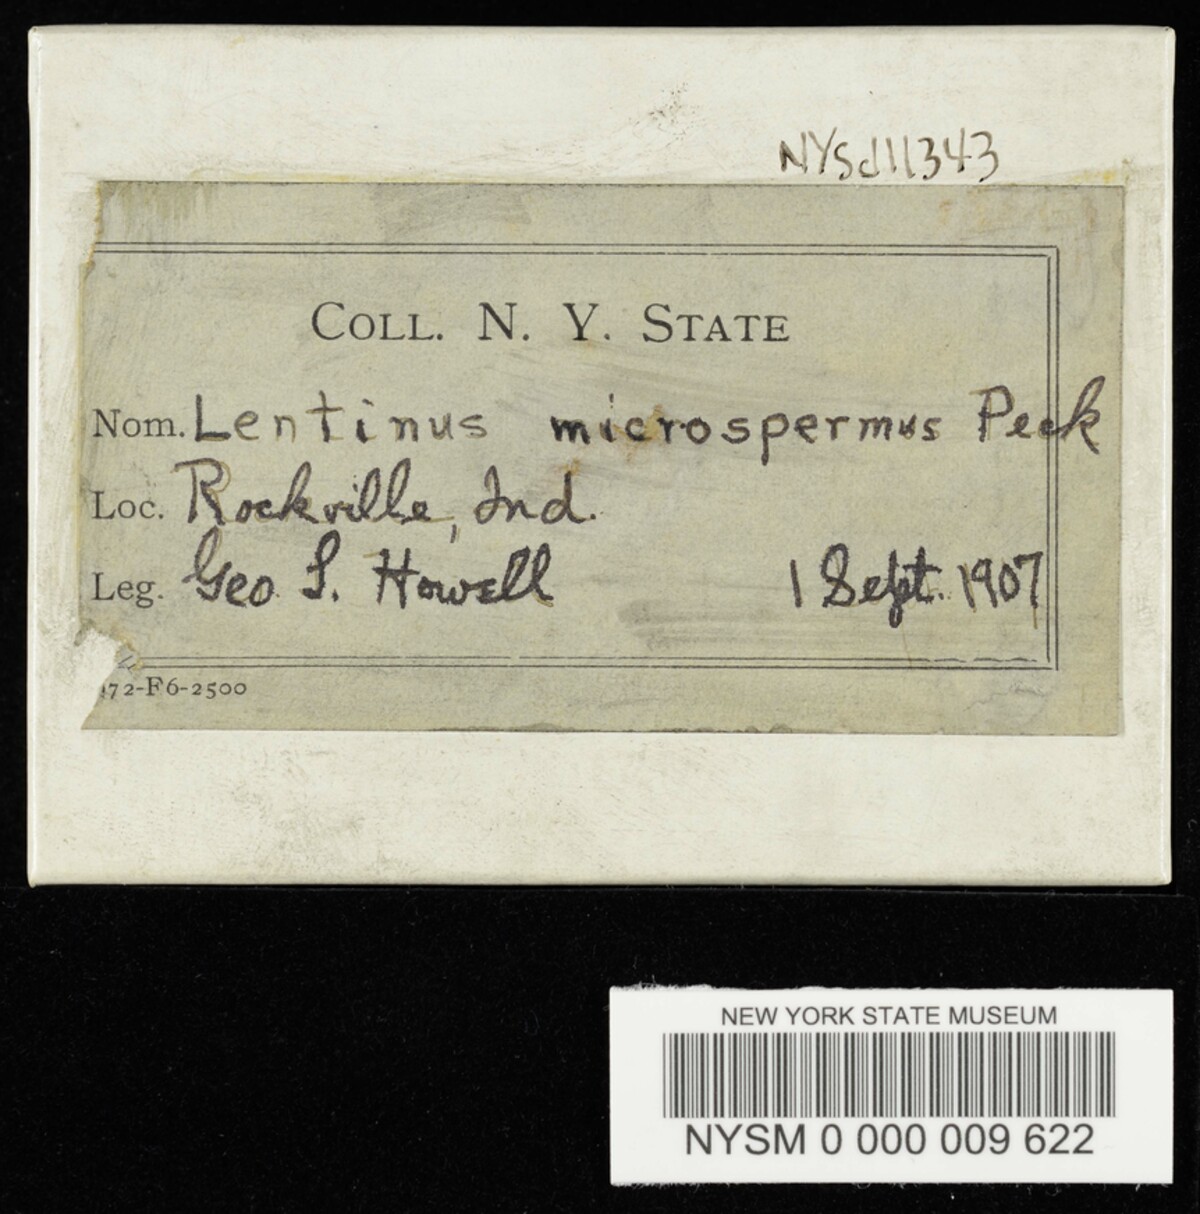 NYSd11343
COLL. N. Y. STATE
Nom. Lentinus microspermus Peck
Loc. Rockville, Ind.
Leg. Geo. S. Howell 1 Sept. 1907
72-F6-2500
NEW YORK STATE MUSEUM
NYSM 0 000 009 622